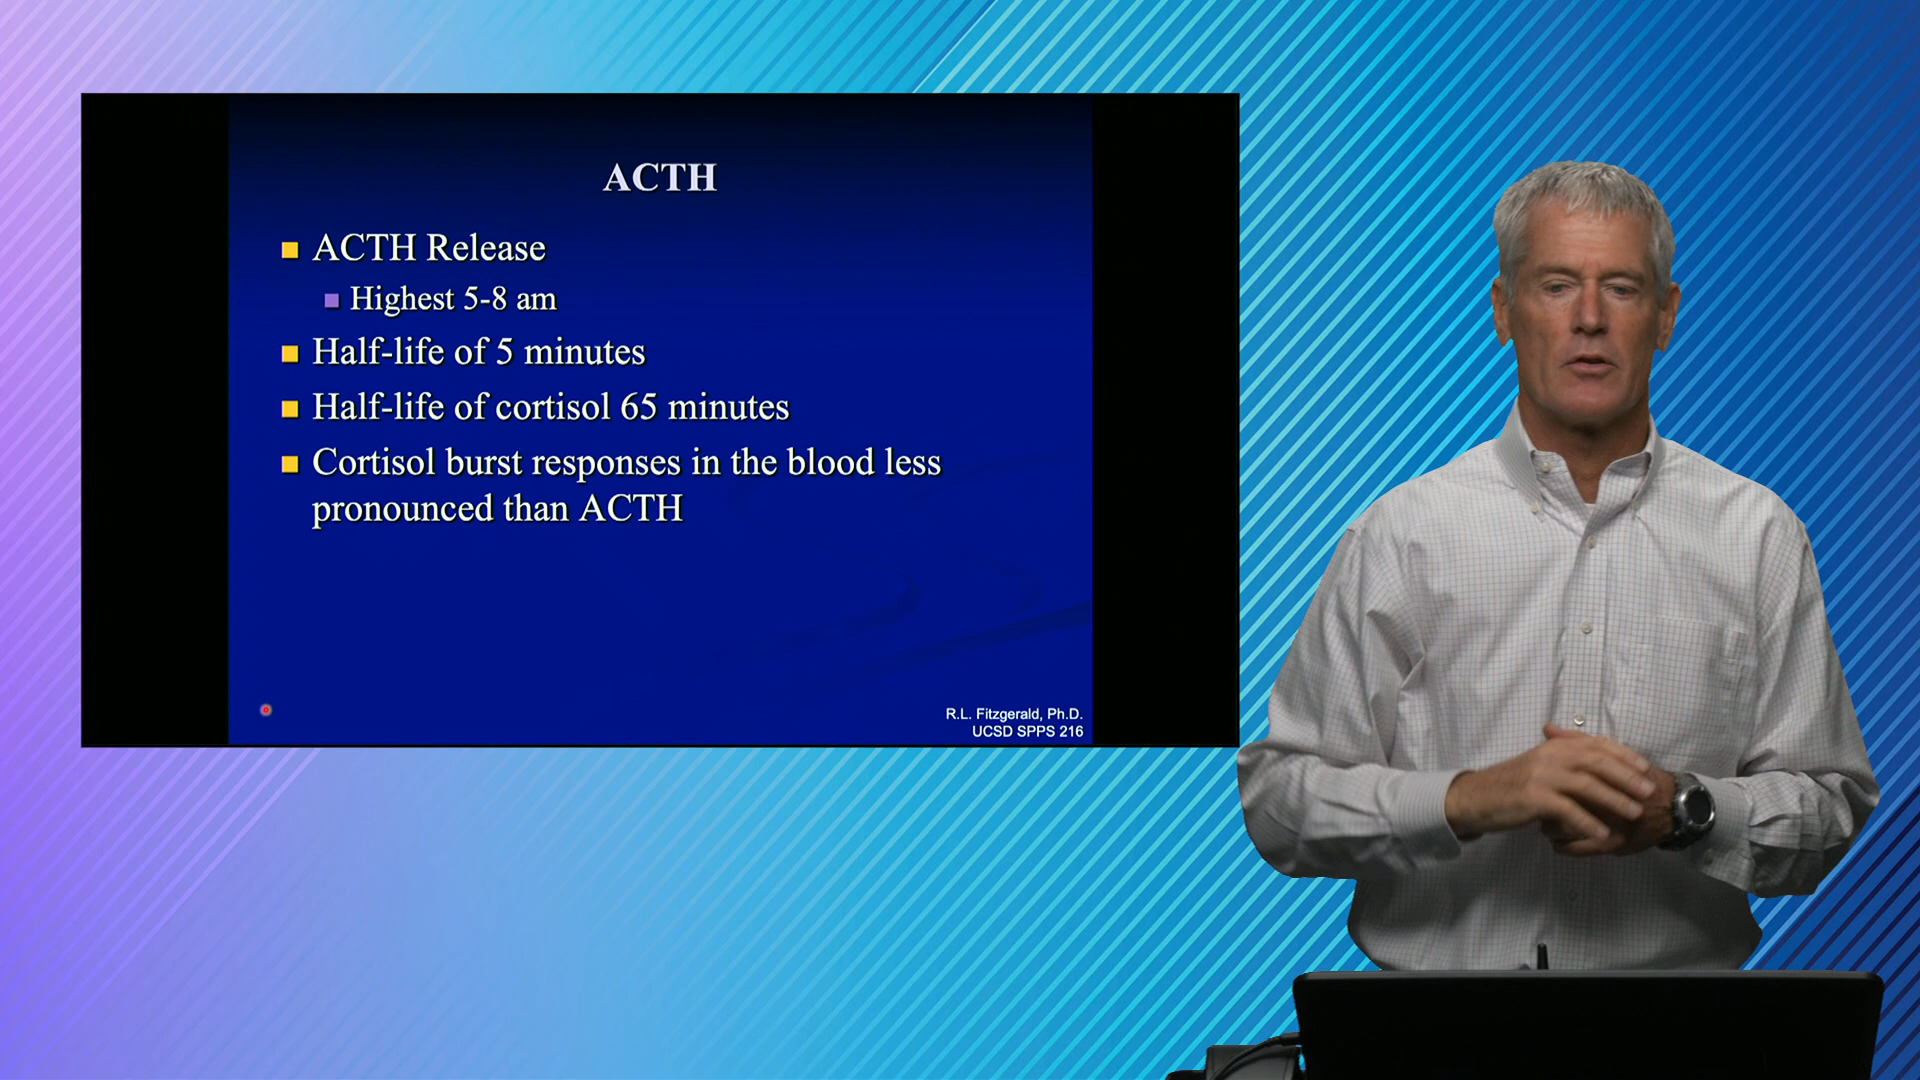 ACTH
ACTH Release
Highest 5-8 am
Half-life of 5 minutes
Half-life of cortisol 65 minutes
Cortisol burst responses in the blood less
pronounced than ACTH
R.L. Fitzgerald, Ph.D.
UCSD SPPS 216